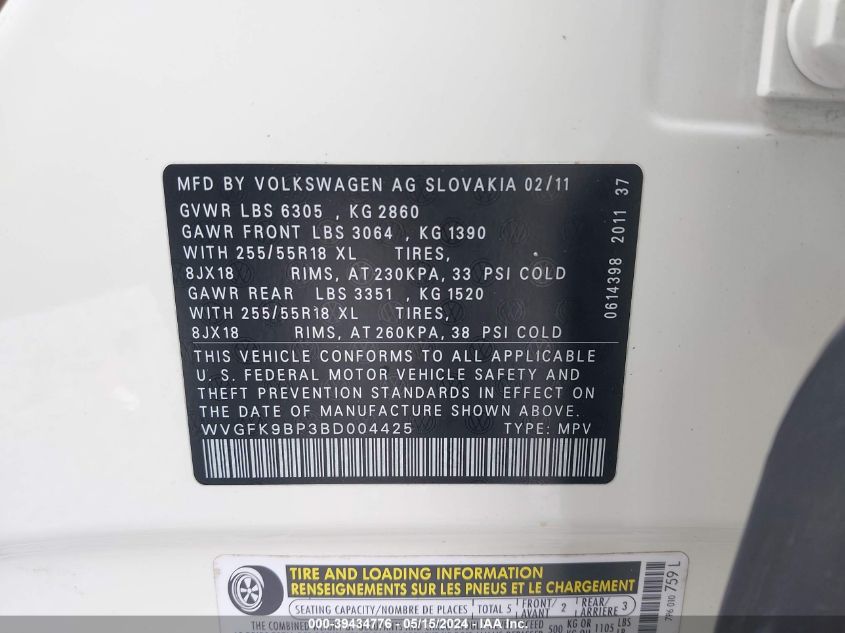 MFD BY VOLKSWAGEN AG SLOVAKIA 02/11
GVWR LBS 6305 , KG 2860
GAWR FRONT LBS 3064 , KG 1390
WITH 255/55R18 XL TIRES,
8JX18 RIMS, AT 230KPA, 33 PSI COLD
GAWR REAR LBS 3351 , KG 1520
WITH 255/55R18 XL TIRES,
8JX18 RIMS, AT 260KPA, 38 PSI COLD
THIS VEHICLE CONFORMS TO ALL APPLICABLE
U. S. FEDERAL MOTOR VEHICLE SAFETY AND
THEFT PREVENTION STANDARDS IN EFFECT ON
THE DATE OF MANUFACTURE SHOWN ABOVE.
WVGFK9BP3BD004425 TYPE: MPV
0614398 2011 37
TIRE AND LOADING INFORMATION
RENSEIGNEMENTS SUR LES PNEUS ET LE CHARGEMENT
SEATING CAPACITY/NOMBRE DE PLACES TOTAL 5 FRONT/AVANT 2 REAR/ARRIÈRE 3
7P6 010 759 L
000-39434776 - 05/15/2024 - IAA Inc.